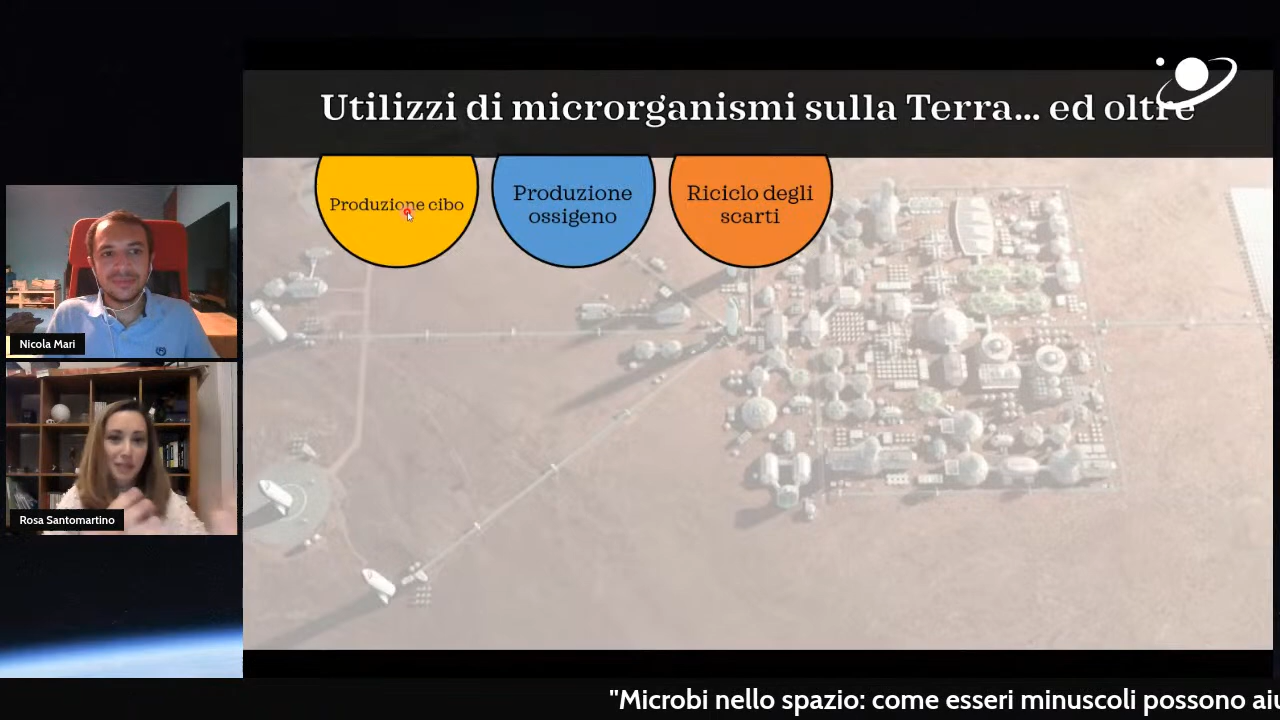 Utilizzi di microrganismi sulla Terra... ed oltre
Produzione cibo
Produzione
ossigeno
Riciclo degli
scarti
Nicola Mari
Rosa Santomartino
"Microbi nello spazio: come esseri minuscoli possono aiu